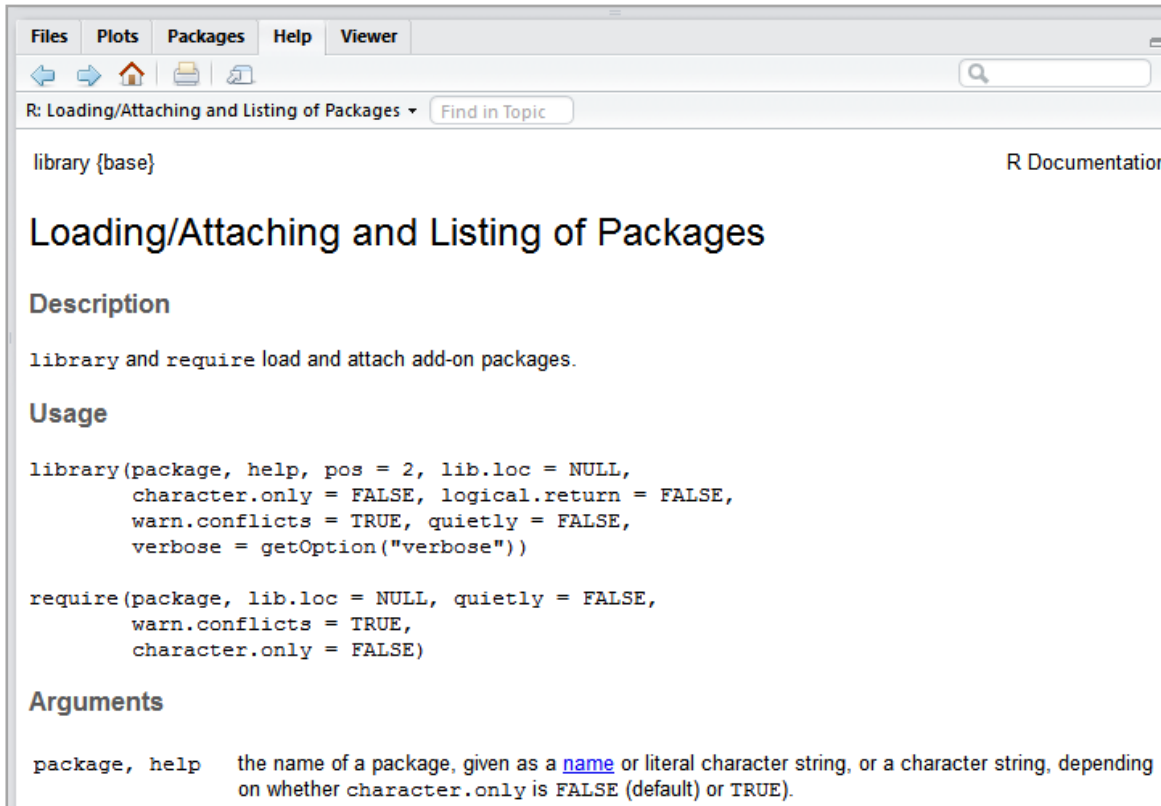 Files Plots Packages Help Viewer
R: Loading/Attaching and Listing of Packages Find in Topic
library {base} R Documentation
Loading/Attaching and Listing of Packages
Description
library and require load and attach add-on packages.
Usage
library(package, help, pos = 2, lib.loc = NULL,
character.only = FALSE, logical.return = FALSE,
warn.conflicts = TRUE, quietly = FALSE,
verbose = getOption("verbose"))
require(package, lib.loc = NULL, quietly = FALSE,
warn.conflicts = TRUE,
character.only = FALSE)
Arguments
package, help the name of a package, given as a name or literal character string, or a character string, depending
on whether character.only is FALSE (default) or TRUE).